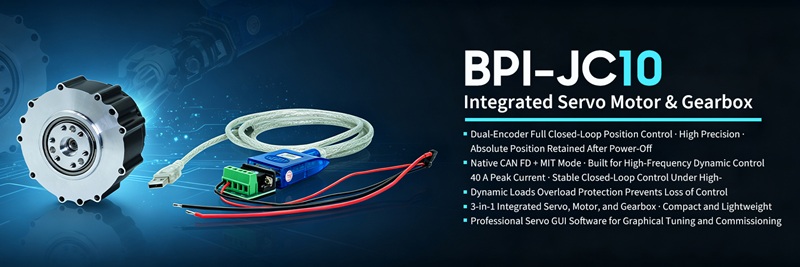 BPI-JC10
Integrated Servo Motor & Gearbox
Dual-Encoder Full Closed-Loop Position Control · High Precision ·
Absolute Position Retained After Power-Off
Native CAN FD + MIT Mode · Built for High-Frequency Dynamic Control
40 A Peak Current · Stable Closed-Loop Control Under High-
Dynamic Loads Overload Protection Prevents Loss of Control
3-in-1 Integrated Servo, Motor, and Gearbox · Compact and Lightweight
Professional Servo GUI Software for Graphical Tuning and Commissioning